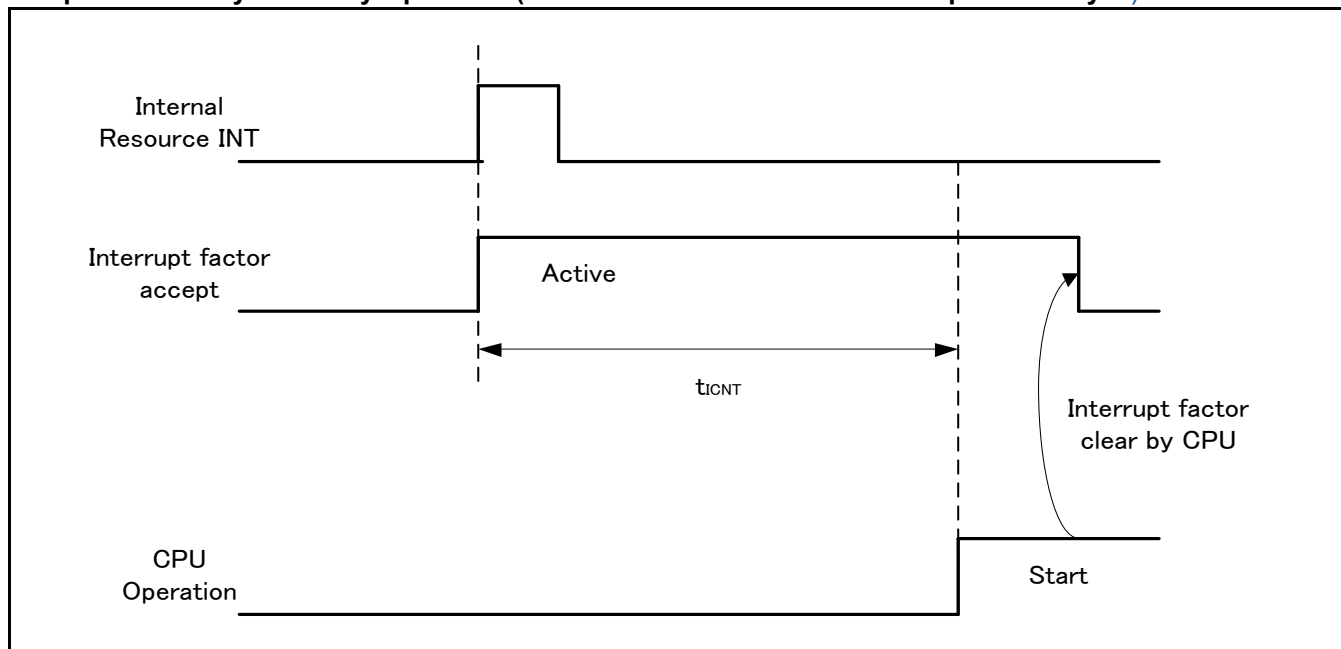 Internal
Resource INT
Interrupt factor
accept
Active
tICNT
Interrupt factor
clear by CPU
CPU
Operation
Start